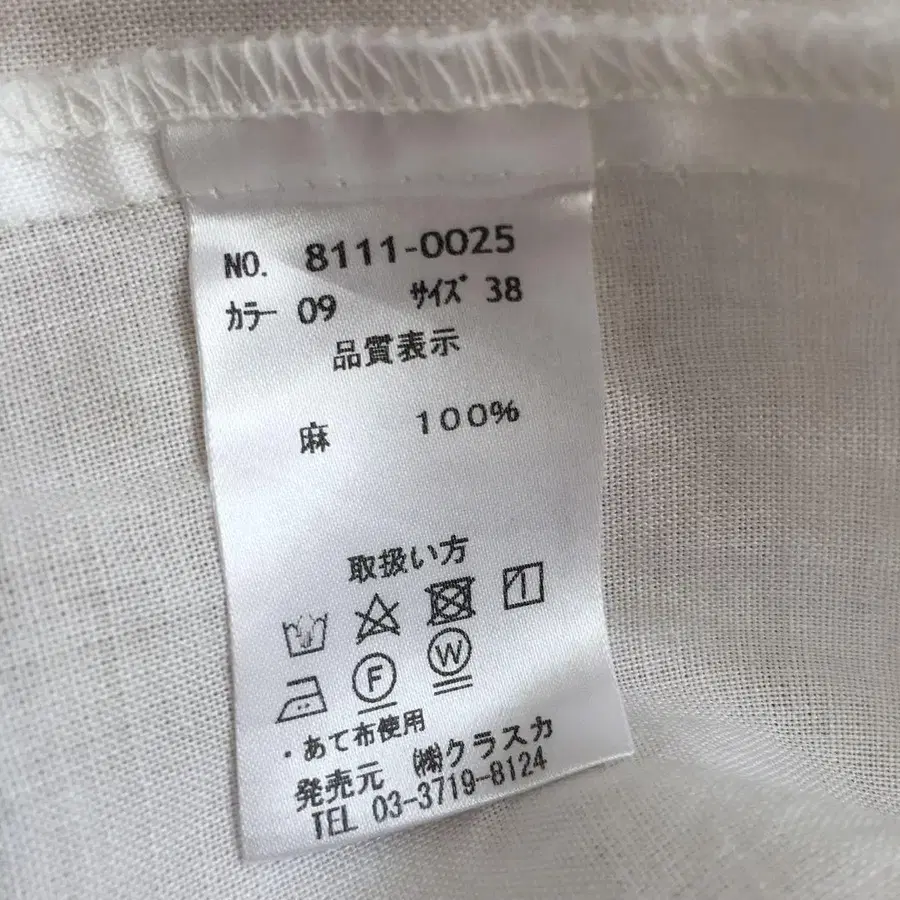 NO. 8111-0025
カラー 09 サイズ 38
品質表示
麻 100%
取扱い方
F W
・あて布使用
発売元 ㈱クラスカ
TEL 03-3719-8124